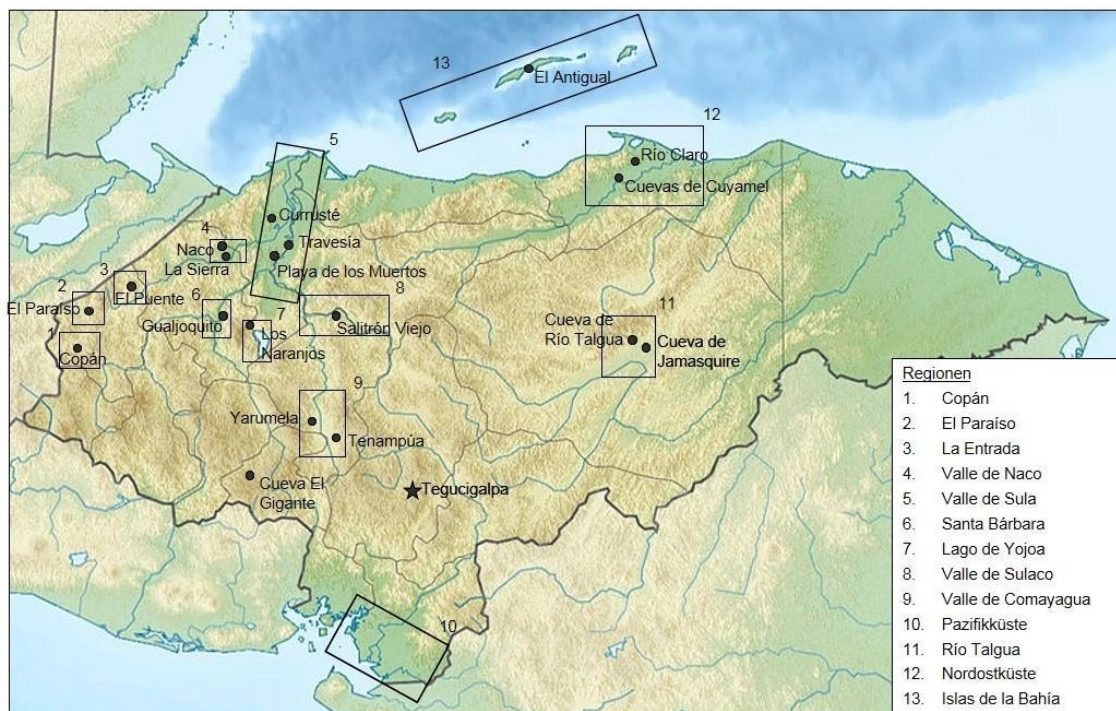 13
El Antigual
12
Río Claro
Cuevas de Cuyamel
5
Currusté
Travesía
Playa de los Muertos
4
Naco
La Sierra
3
El Puente
2
El Paraíso
6
Gualjoquito
7
Los
Naranjos
8
Salitrón Viejo
1
Copán
11
Cueva de
Río Talgua
Cueva de
Jamasquire
9
Yarumela
Tenampúa
Cueva El
Gigante
Tegucigalpa
10
Regionen
1. Copán
2. El Paraíso
3. La Entrada
4. Valle de Naco
5. Valle de Sula
6. Santa Bárbara
7. Lago de Yojoa
8. Valle de Sulaco
9. Valle de Comayagua
10. Pazifikküste
11. Río Talgua
12. Nordostküste
13. Islas de la Bahía